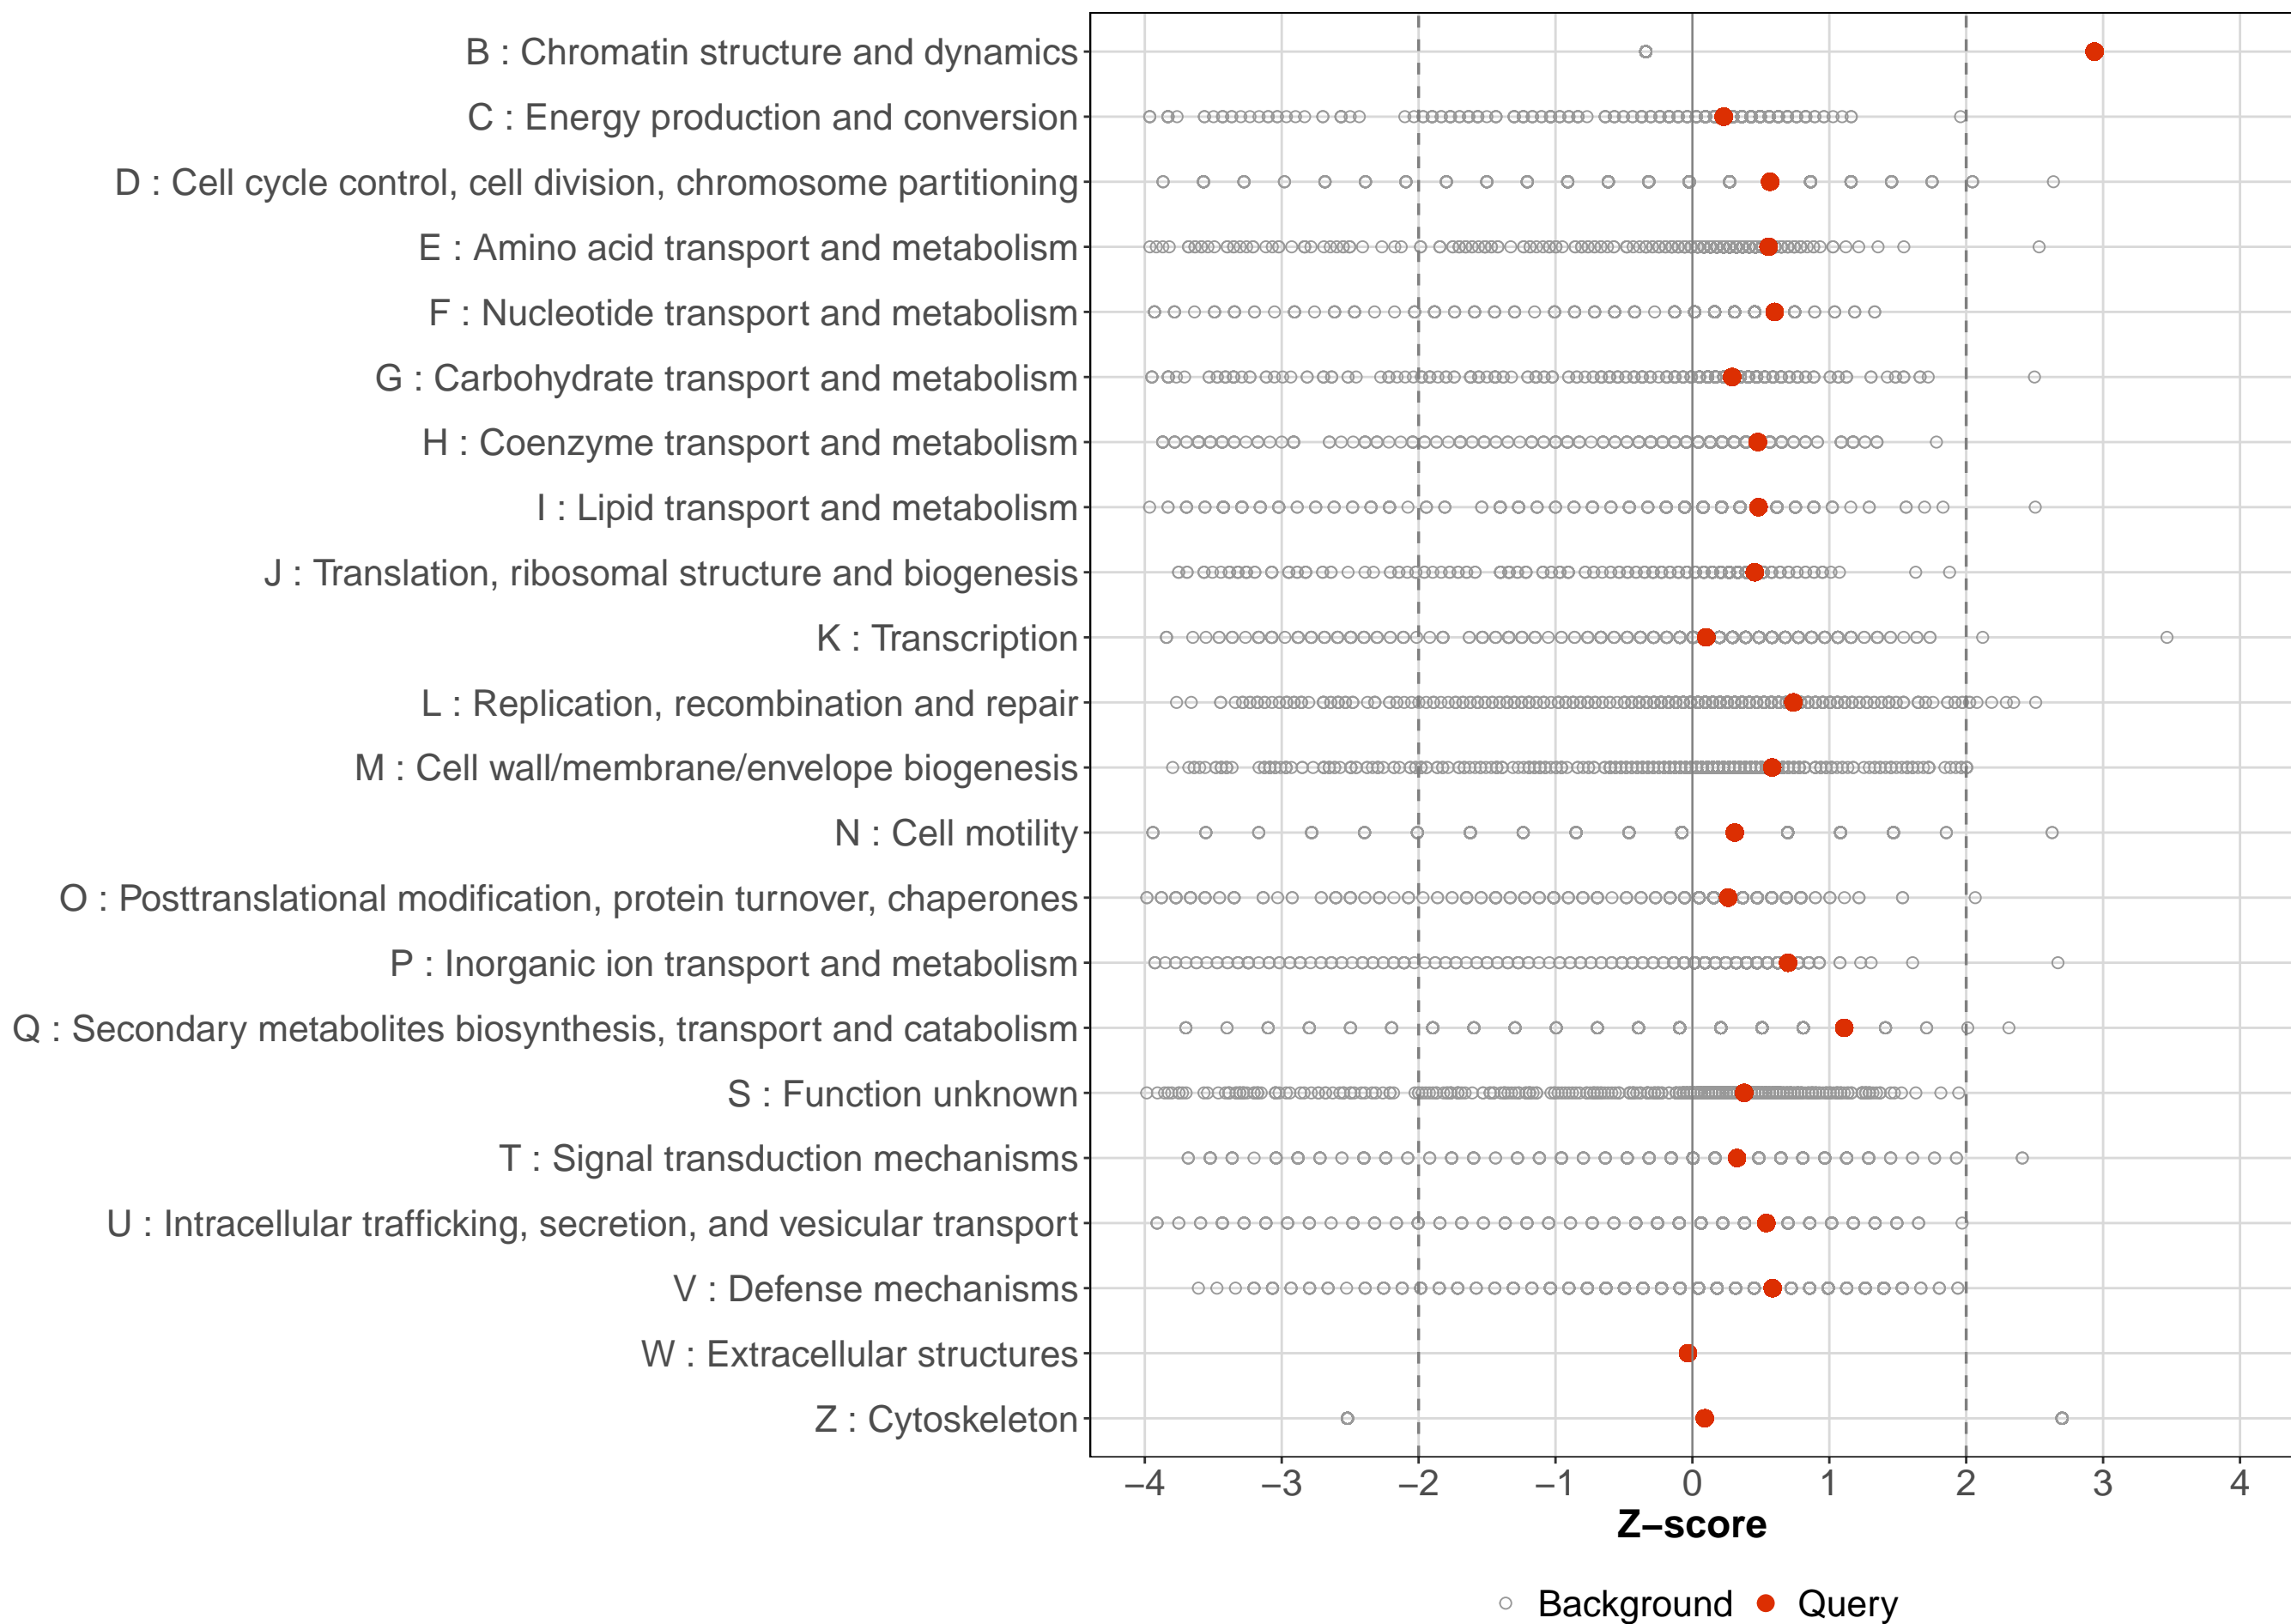 B : Chromatin structure and dynamics
C : Energy production and conversion
D : Cell cycle control, cell division, chromosome partitioning
E : Amino acid transport and metabolism
F : Nucleotide transport and metabolism
G : Carbohydrate transport and metabolism
H : Coenzyme transport and metabolism
I : Lipid transport and metabolism
J : Translation, ribosomal structure and biogenesis
K : Transcription
L : Replication, recombination and repair
M : Cell wall/membrane/envelope biogenesis
N : Cell motility
O : Posttranslational modification, protein turnover, chaperones
P : Inorganic ion transport and metabolism
Q : Secondary metabolites biosynthesis, transport and catabolism
S : Function unknown
T : Signal transduction mechanisms
U : Intracellular trafficking, secretion, and vesicular transport
V : Defense mechanisms
W : Extracellular structures
Z : Cytoskeleton
−4 −3 −2 −1 0 1 2 3 4
Z−score
Background Query